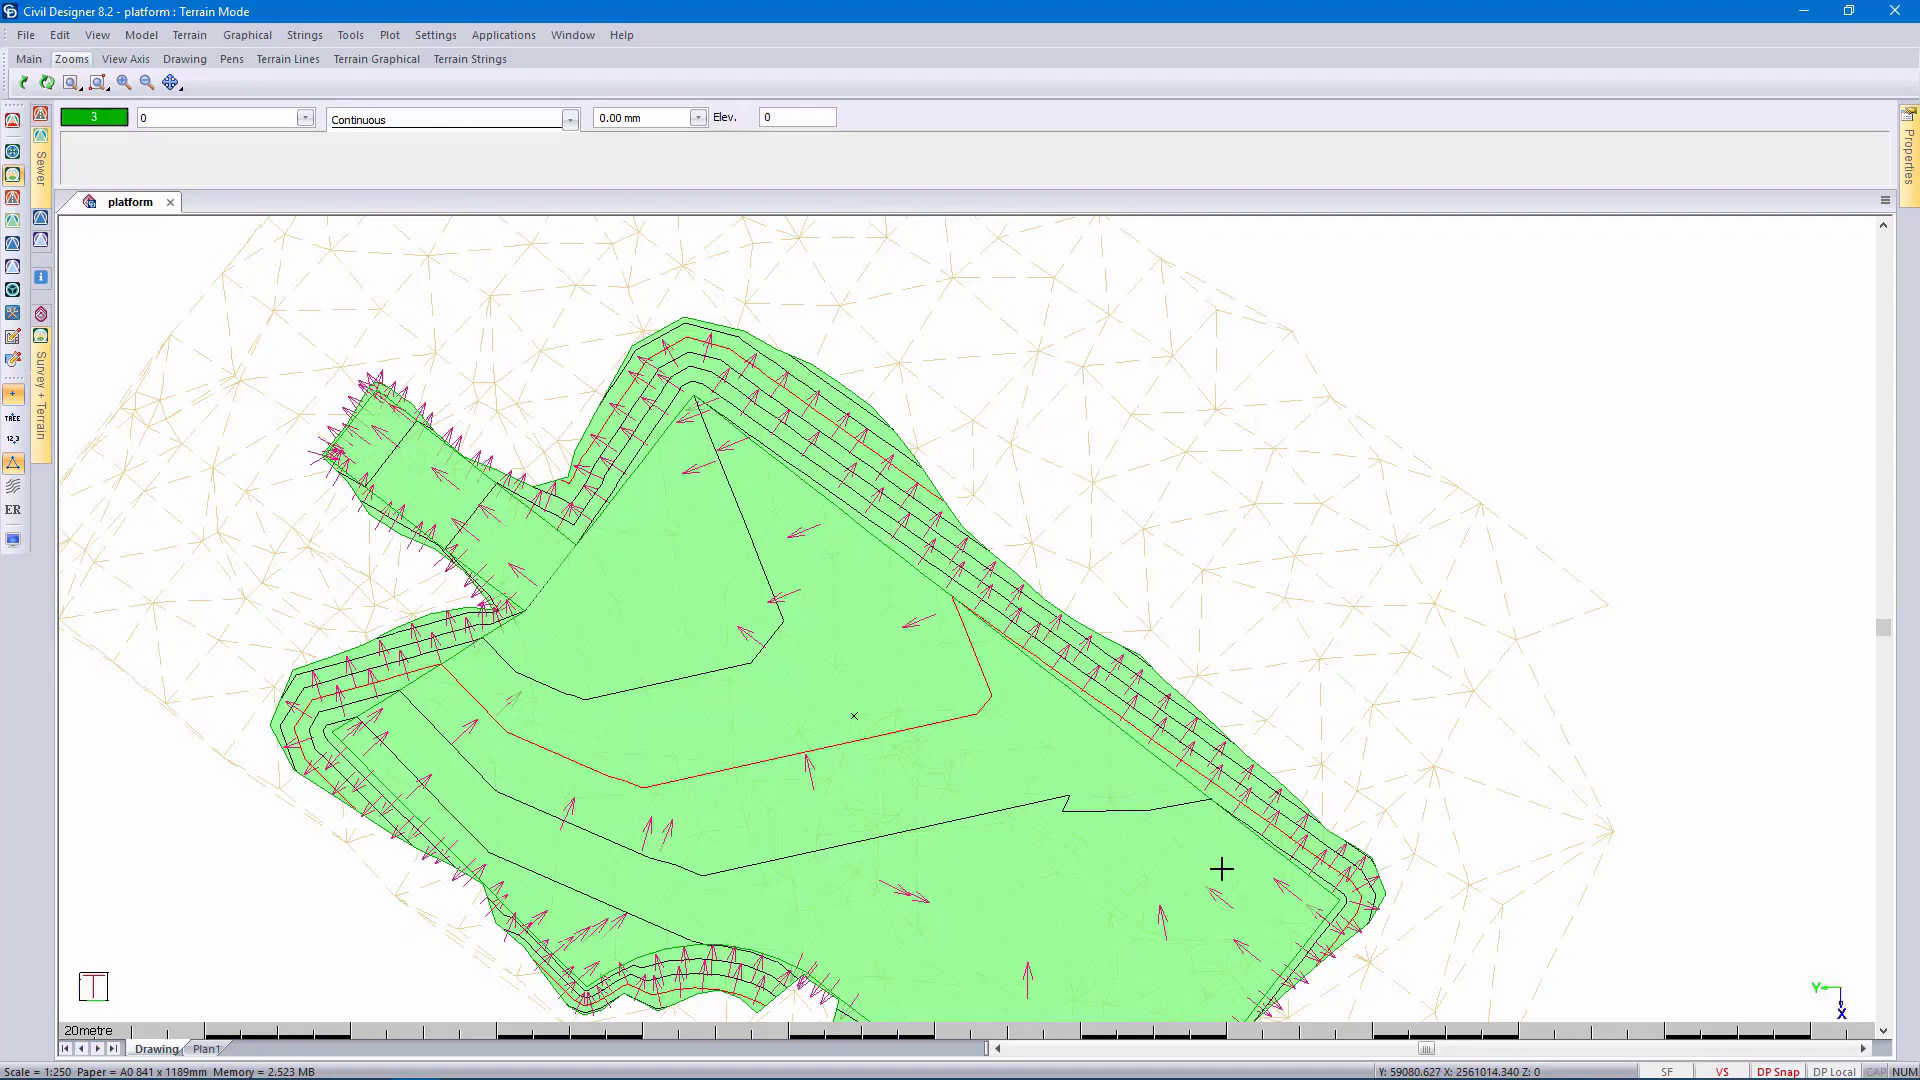 Civil Designer 8.2 - platform : Terrain Mode
File Edit View Model Terrain Graphical Strings Tools Plot Settings Applications Window Help
Main Zooms View Axis Drawing Pens Terrain Lines Terrain Graphical Terrain Strings
3 0 Continuous 0.00 mm Elev. 0
Sewer
Properties
platform
Survey + Terrain
TREE
12.3
ER
T
Y
X
20metre
Drawing Plan1
Scale = 1:250 Paper = A0 841 x 1189mm Memory = 2.523 MB Y: 59080.627 X: 2561014.340 Z: 0 SF VS DP Snap DP Local CAP NUM